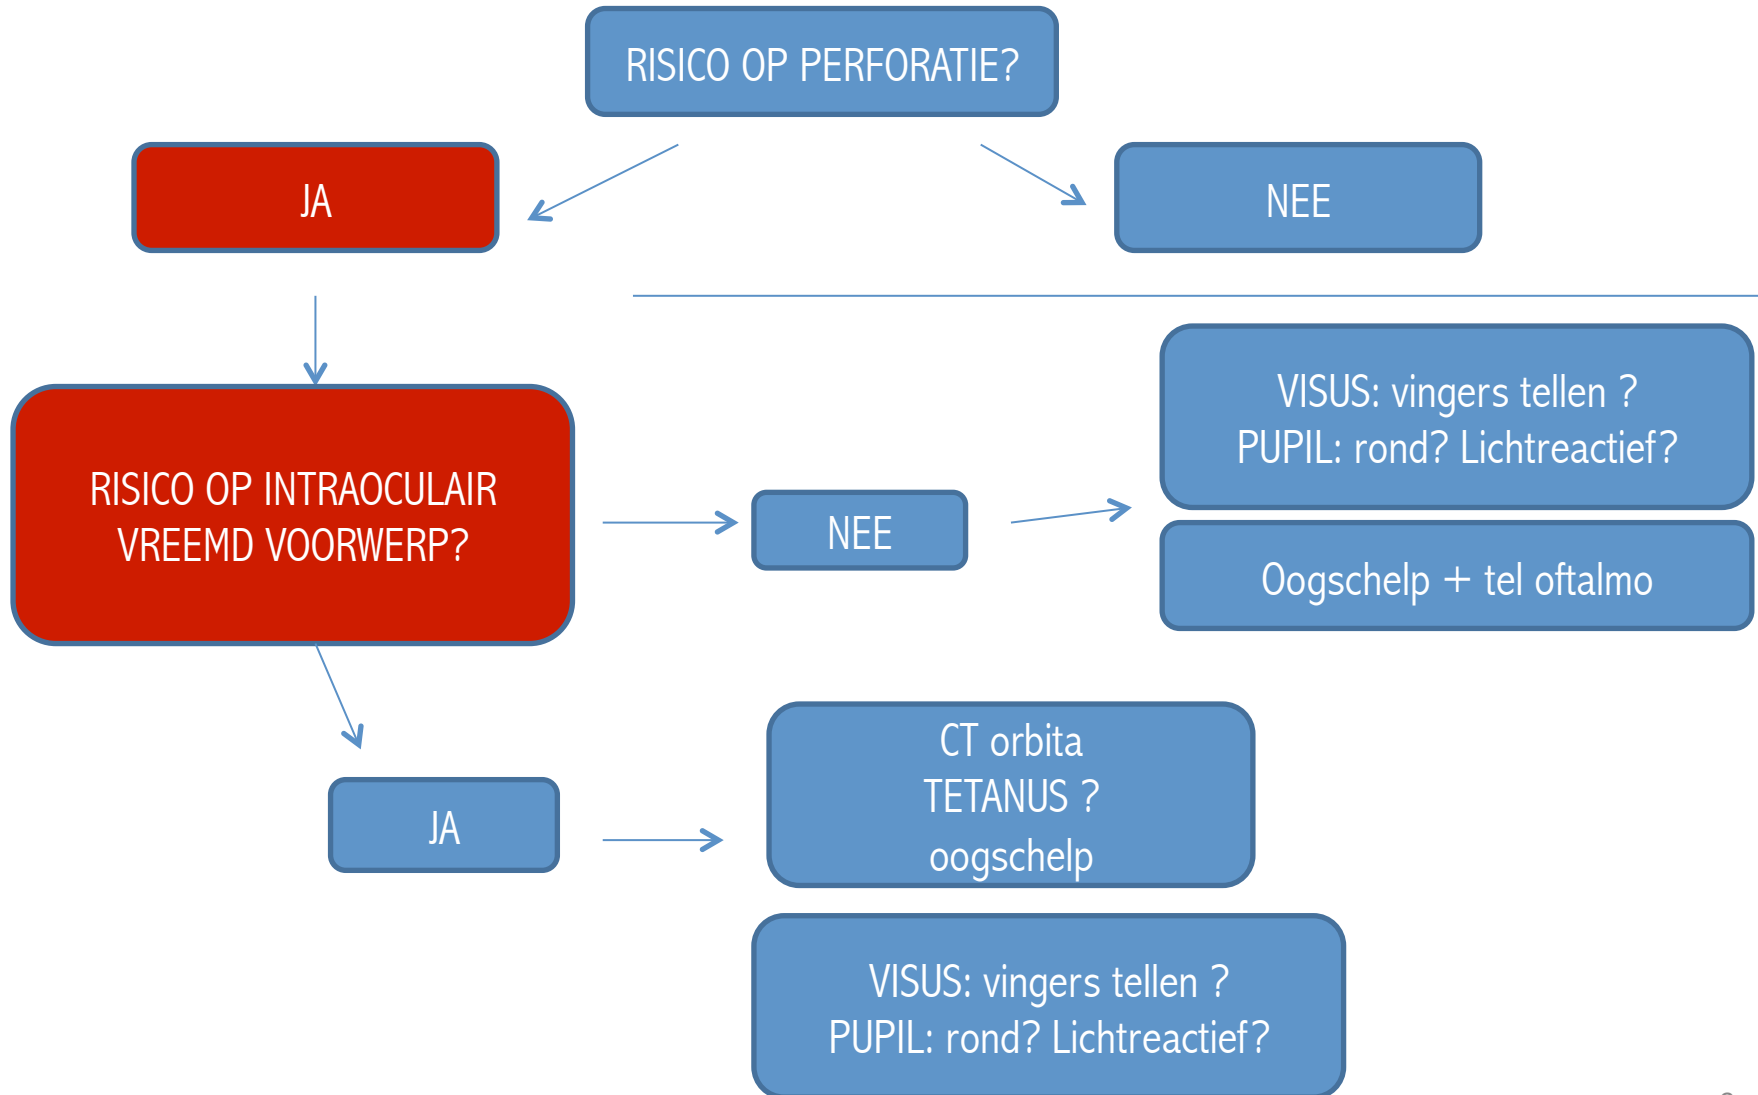 RISICO OP PERFORATIE?
JA
NEE
RISICO OP INTRAOCULAIR
VREEMD VOORWERP?
NEE
VISUS: vingers tellen ?
PUPIL: rond? Lichtreactief?
Oogschelp + tel oftalmo
JA
CT orbita
TETANUS ?
oogschelp
VISUS: vingers tellen ?
PUPIL: rond? Lichtreactief?